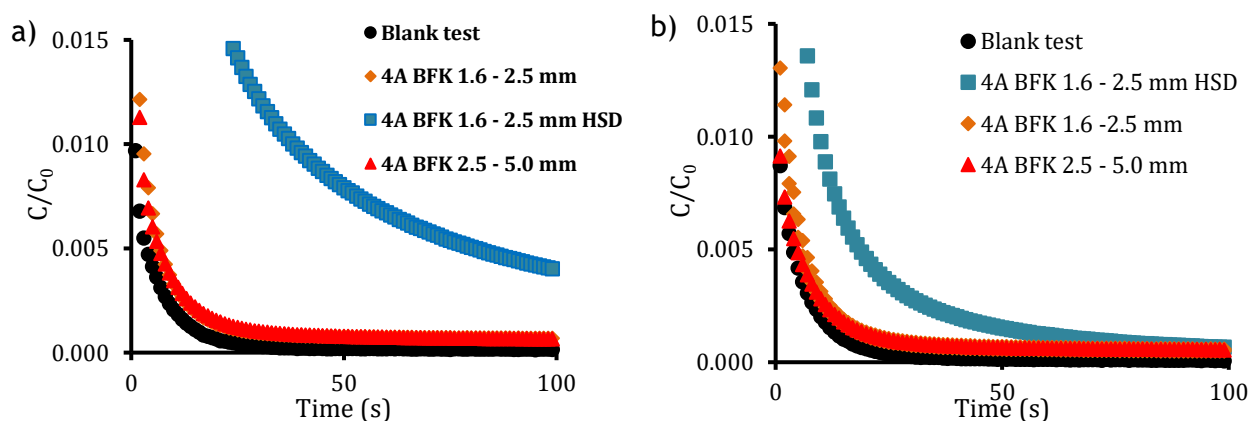 a)
0.015
0.010
0.005
0.000
C/C0
0
50
100
Time (s)
Blank test
4A BFK 1.6 - 2.5 mm
4A BFK 1.6 - 2.5 mm HSD
4A BFK 2.5 - 5.0 mm
b)
0.015
0.010
0.005
0.000
C/C0
0
50
100
Time (s)
Blank test
4A BFK 1.6 - 2.5 mm HSD
4A BFK 1.6 -2.5 mm
4A BFK 2.5 - 5.0 mm